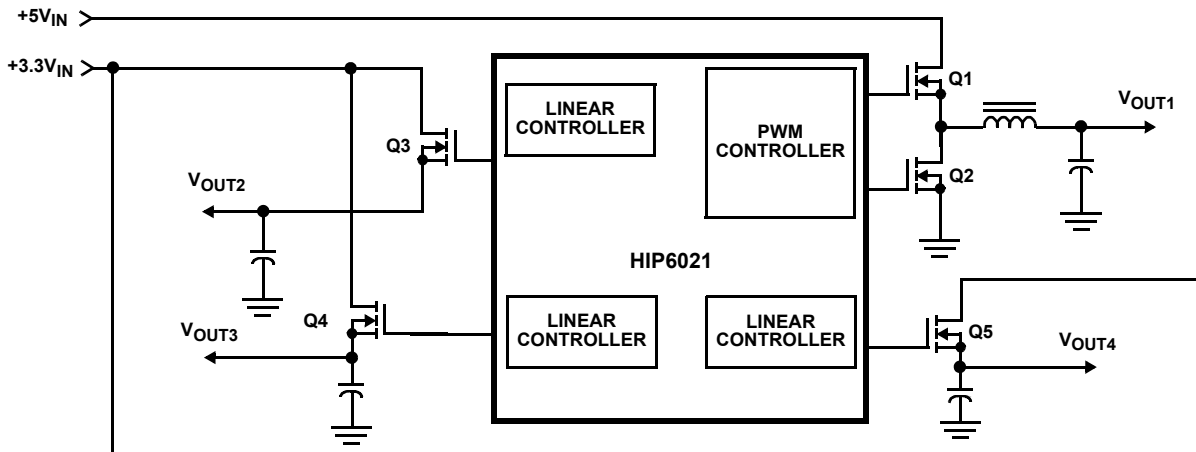 +5VIN
+3.3VIN
LINEAR
CONTROLLER
PWM
CONTROLLER
Q1
VOUT1
Q3
Q2
VOUT2
HIP6021
Q4
VOUT3
LINEAR
CONTROLLER
LINEAR
CONTROLLER
Q5
VOUT4